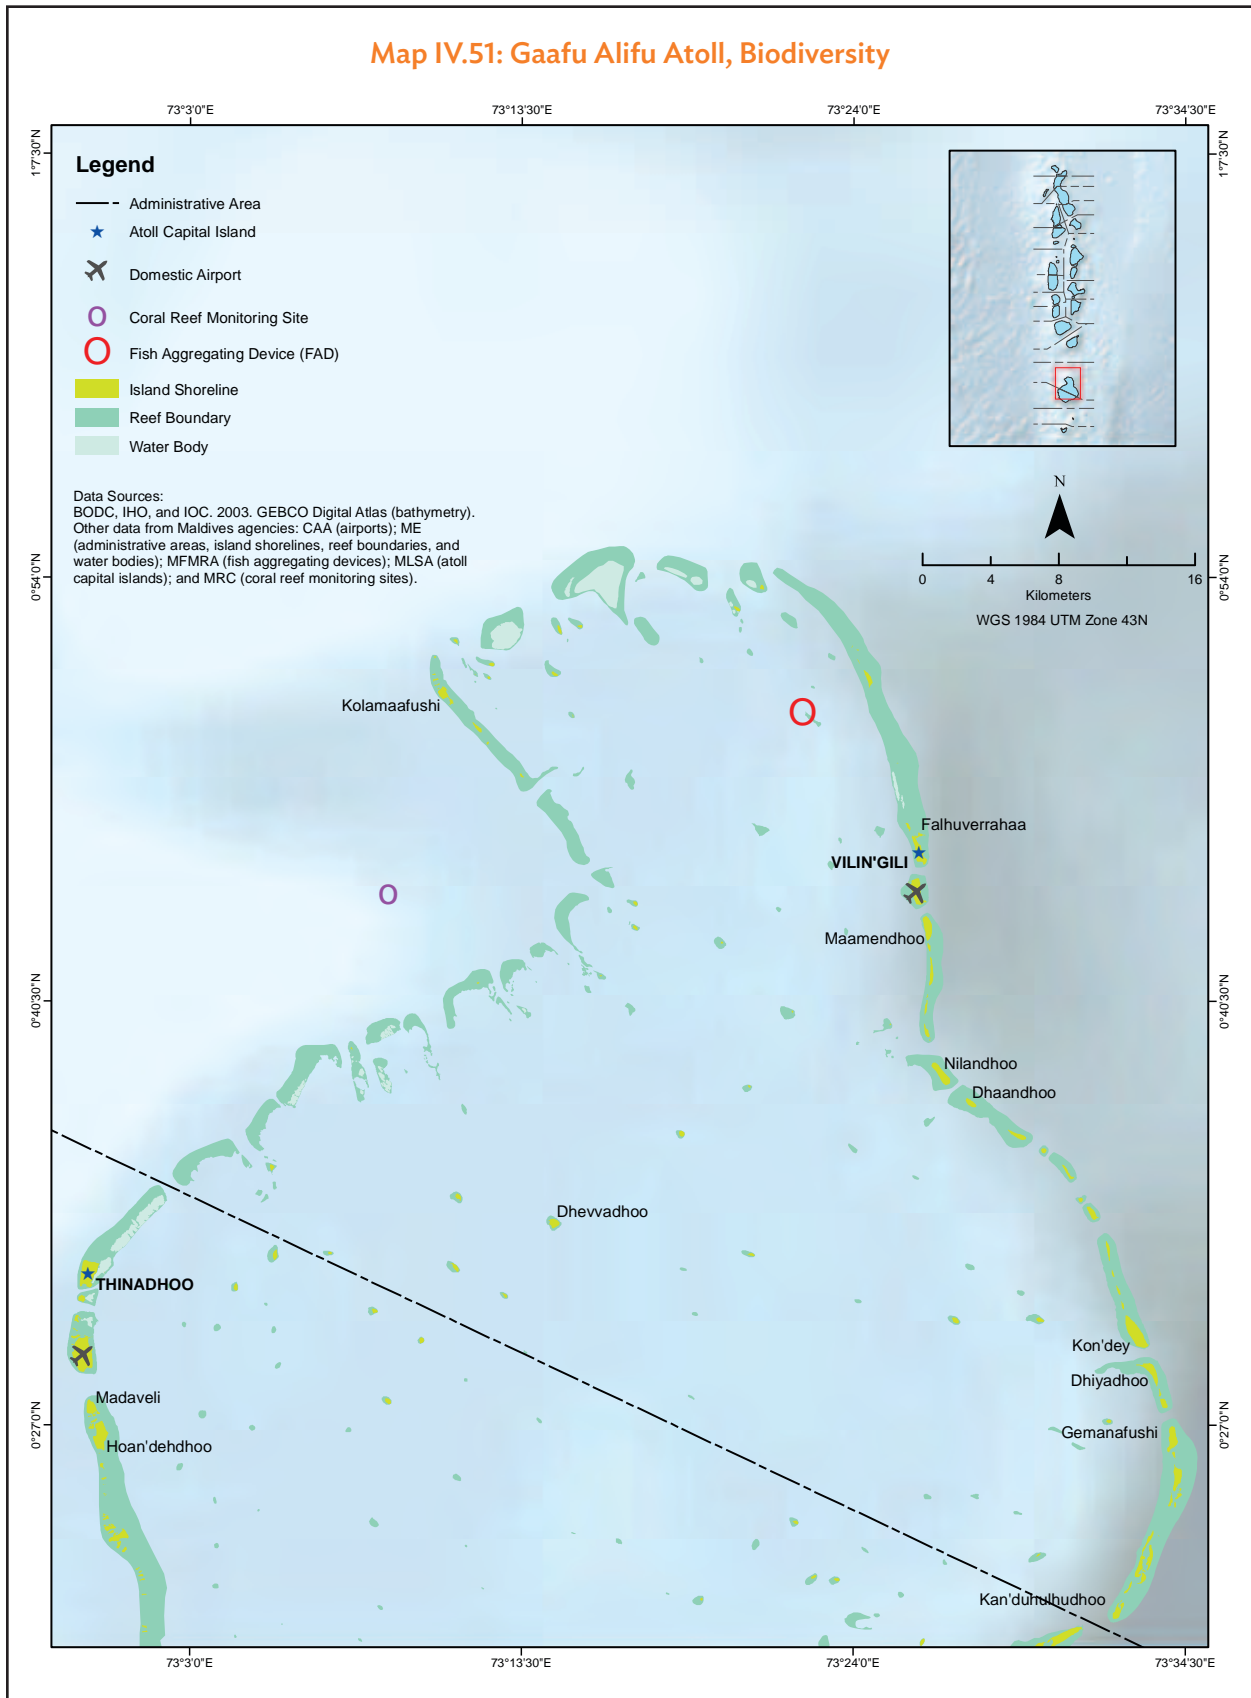 Map IV.51: Gaafu Alifu Atoll, Biodiversity
73°3'0"E
73°13'30"E
73°24'0"E
73°34'30"E
1°7'30"N
1°7'30"N
Legend
Administrative Area
Atoll Capital Island
Domestic Airport
Coral Reef Monitoring Site
Fish Aggregating Device (FAD)
Island Shoreline
Reef Boundary
Water Body
Data Sources:
BODC, IHO, and IOC. 2003. GEBCO Digital Atlas (bathymetry).
Other data from Maldives agencies: CAA (airports); ME
(administrative areas, island shorelines, reef boundaries, and
water bodies); MFMRA (fish aggregating devices); MLSA (atoll
capital islands); and MRC (coral reef monitoring sites).
N
0 4 8 16
Kilometers
WGS 1984 UTM Zone 43N
0°54'0"N
0°54'0"N
Kolamaafushi
Falhuverrahaa
VILIN'GILI
Maamendhoo
0°40'30"N
0°40'30"N
Nilandhoo
Dhaandhoo
Dhevvadhoo
THINADHOO
Kon'dey
Dhiyadhoo
Madaveli
Gemanafushi
0°27'0"N
0°27'0"N
Hoan'dehdhoo
Kan'duhulhudhoo
73°3'0"E
73°13'30"E
73°24'0"E
73°34'30"E